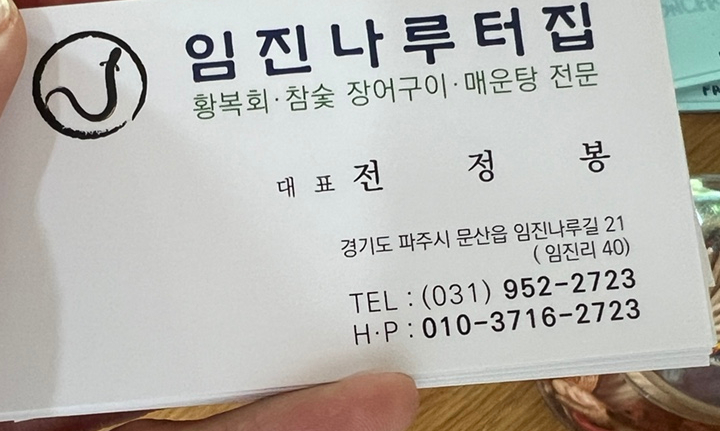 임진나루터집
황복회·참숯 장어구이·매운탕 전문
대 표 전 정 봉
경기도 파주시 문산읍 임진나루길 21
( 임진리 40)
TEL : (031) 952-2723
H·P : 010-3716-2723